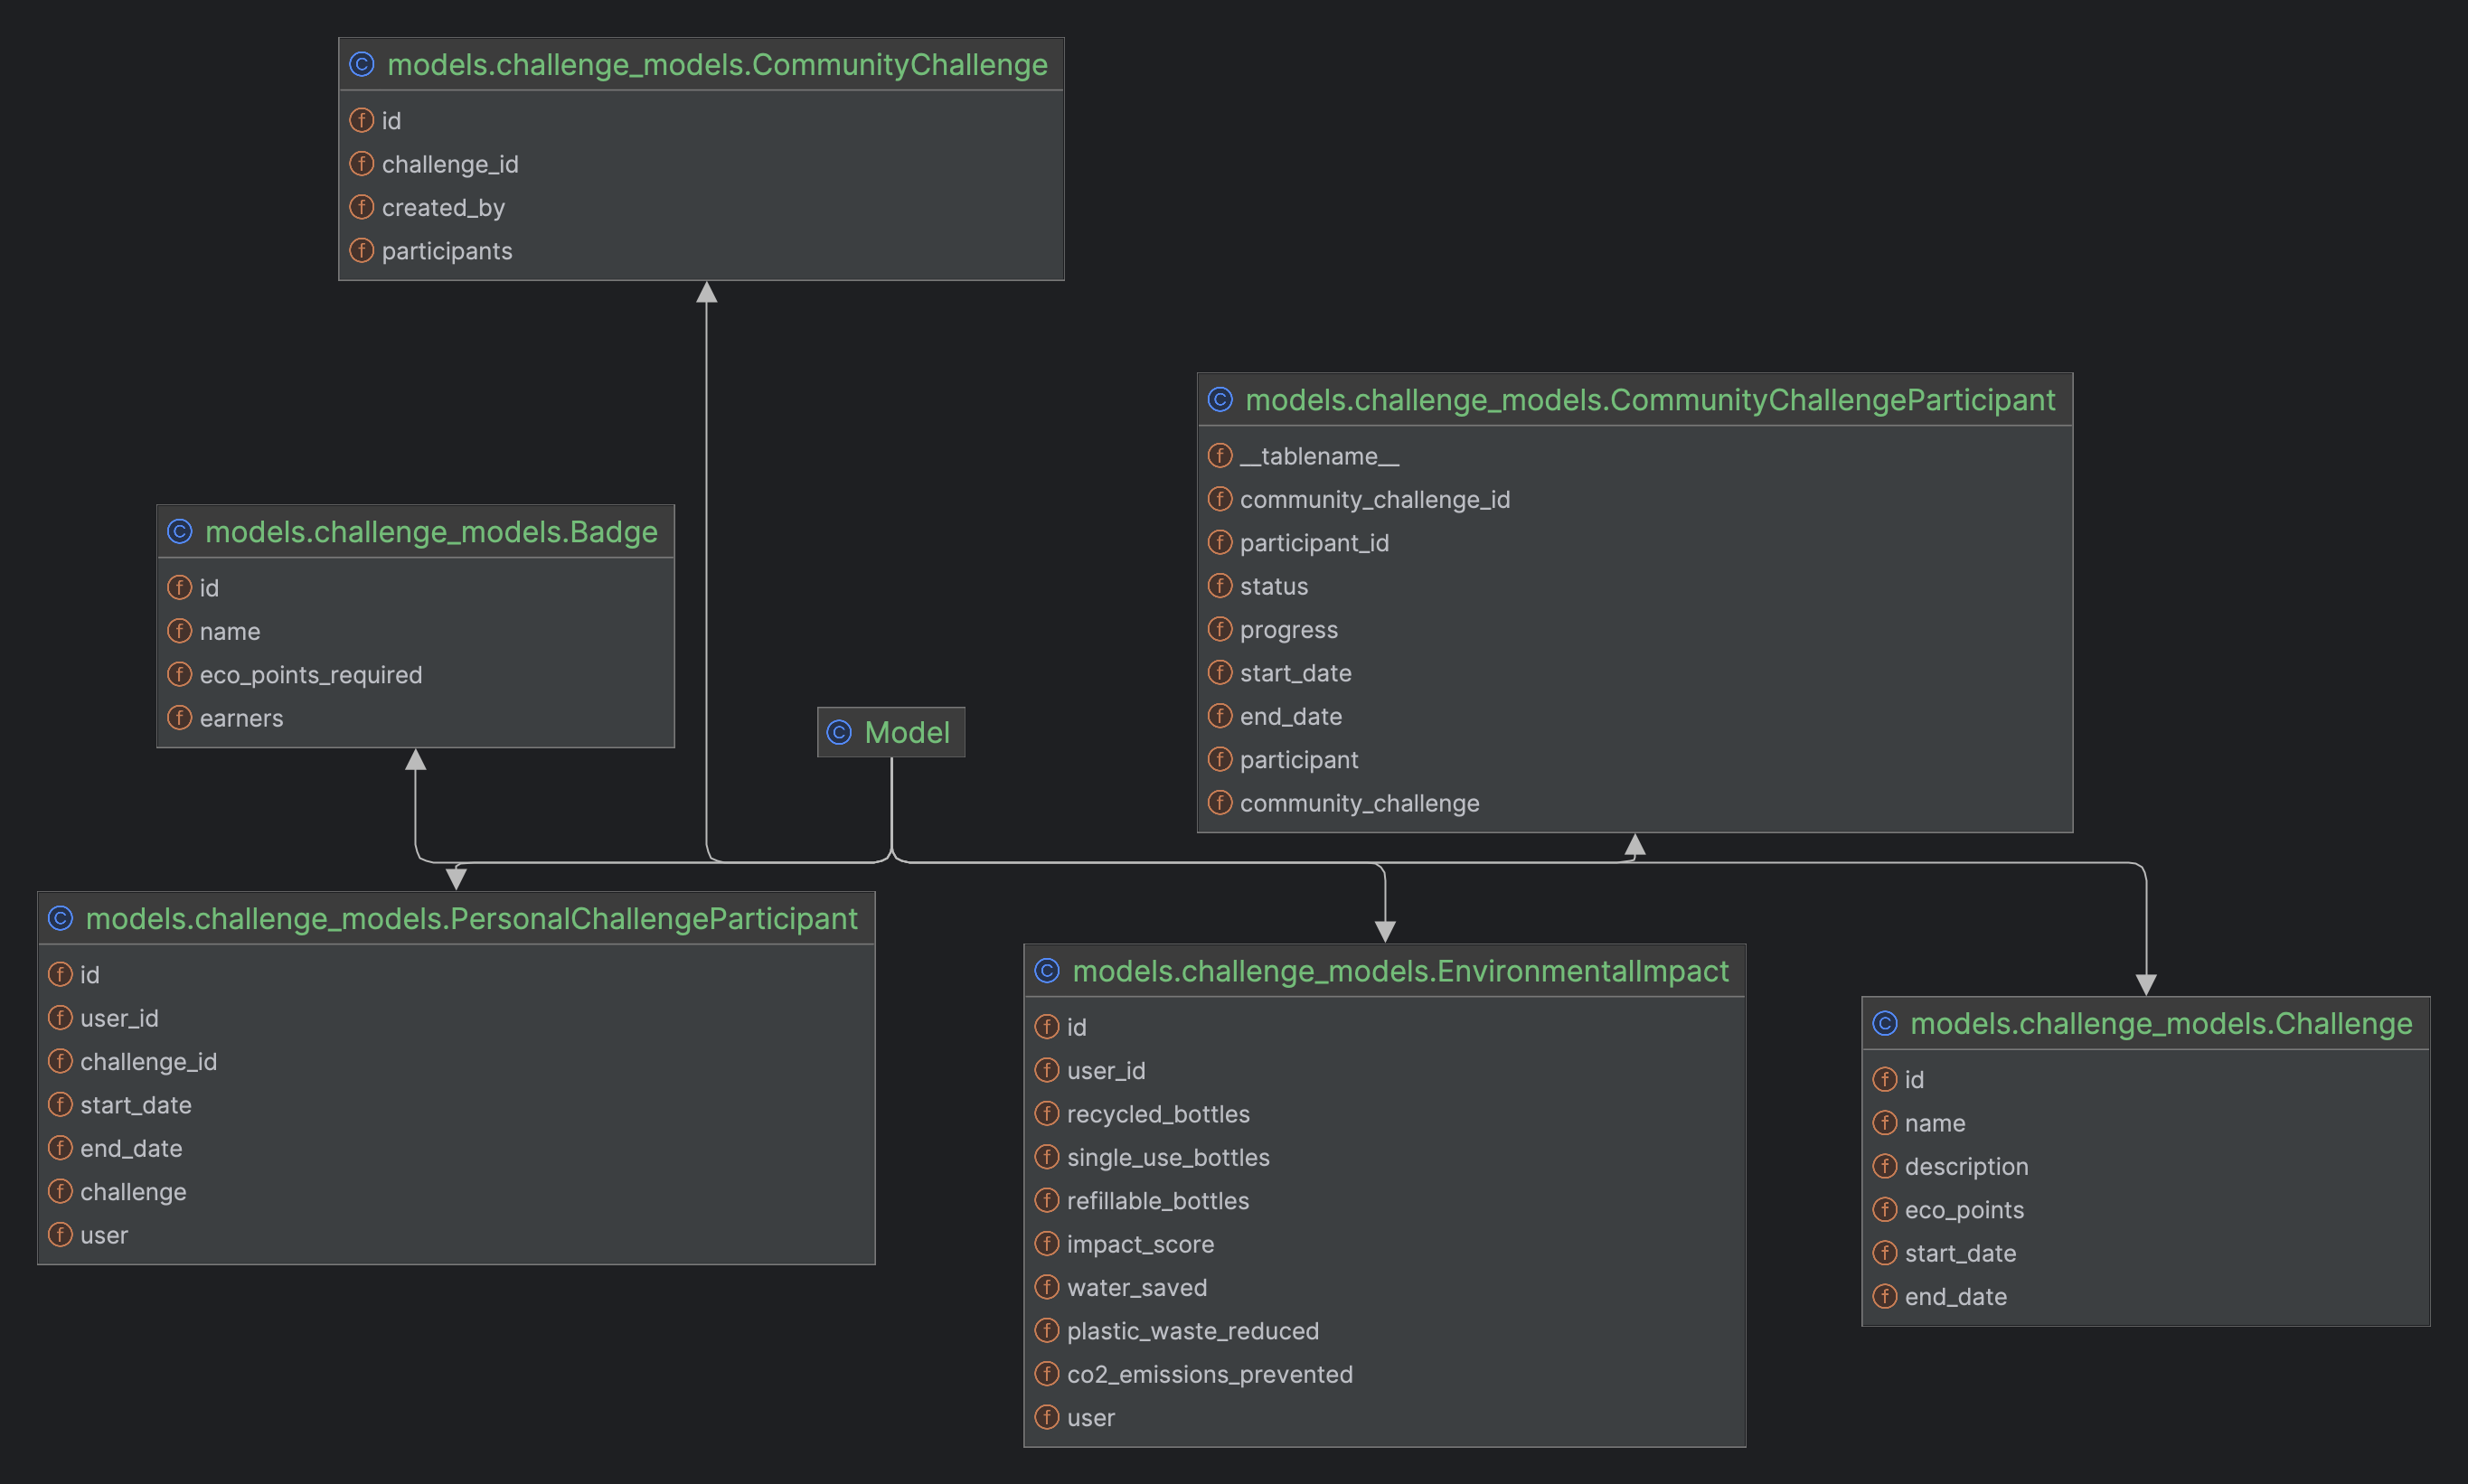 models.challenge_models.CommunityChallenge
id
challenge_id
created_by
participants
models.challenge_models.CommunityChallengeParticipant
__tablename__
community_challenge_id
participant_id
status
progress
start_date
end_date
participant
community_challenge
models.challenge_models.Badge
id
name
eco_points_required
earners
Model
models.challenge_models.PersonalChallengeParticipant
id
user_id
challenge_id
start_date
end_date
challenge
user
models.challenge_models.EnvironmentalImpact
id
user_id
recycled_bottles
single_use_bottles
refillable_bottles
impact_score
water_saved
plastic_waste_reduced
co2_emissions_prevented
user
models.challenge_models.Challenge
id
name
description
eco_points
start_date
end_date